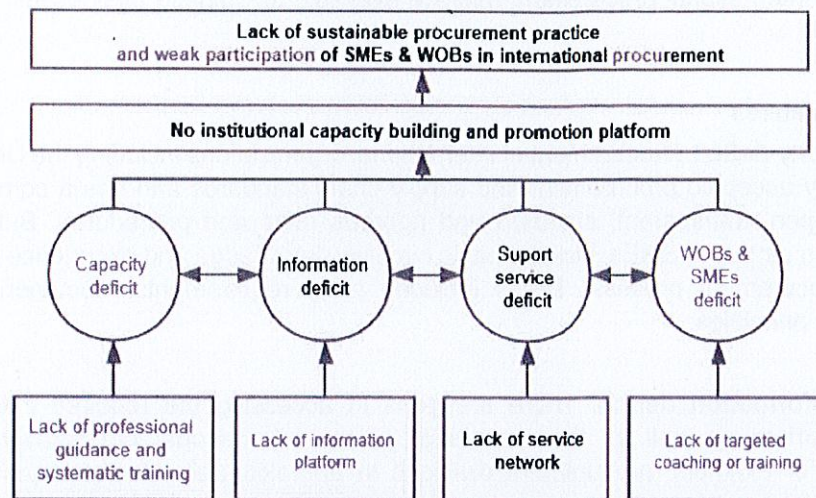 Lack of sustainable procurement practice
and weak participation of SMEs & WOBs in international procurement
No institutional capacity building and promotion platform
Capacity
deficit
Information
deficit
Suport
service
deficit
WOBs &
SMEs
deficit
Lack of professional
guidance and
systematic training
Lack of information
platform
Lack of service
network
Lack of targeted
coaching or training